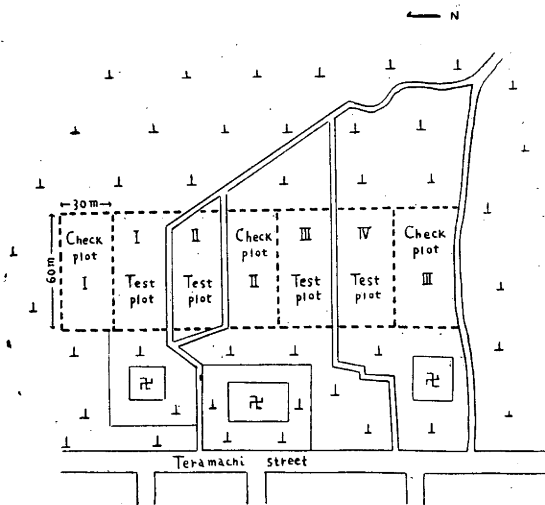 N
30m
60m
Check plot I
I Test plot
II Test plot
Check plot II
III Test plot
IV Test plot
Check plot III
卍 卍 卍
Teramachi street